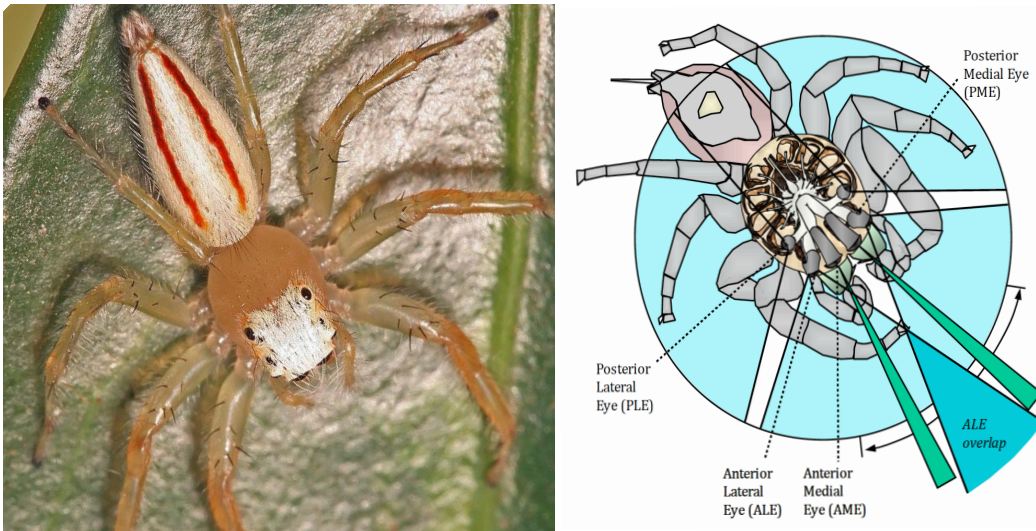 Posterior
Medial Eye
(PME)
Posterior
Lateral
Eye (PLE)
Anterior
Lateral
Eye (ALE)
Anterior
Medial
Eye (AME)
ALE
overlap